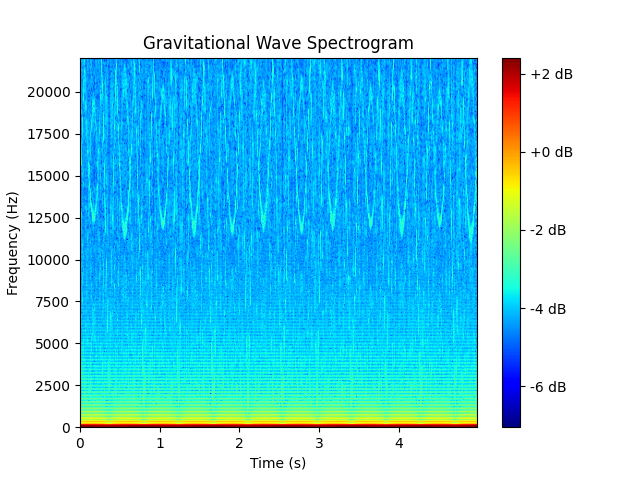 Gravitational Wave Spectrogram
Frequency (Hz)
20000
17500
15000
12500
10000
7500
5000
2500
0
0 1 2 3 4
Time (s)
+2 dB
+0 dB
-2 dB
-4 dB
-6 dB